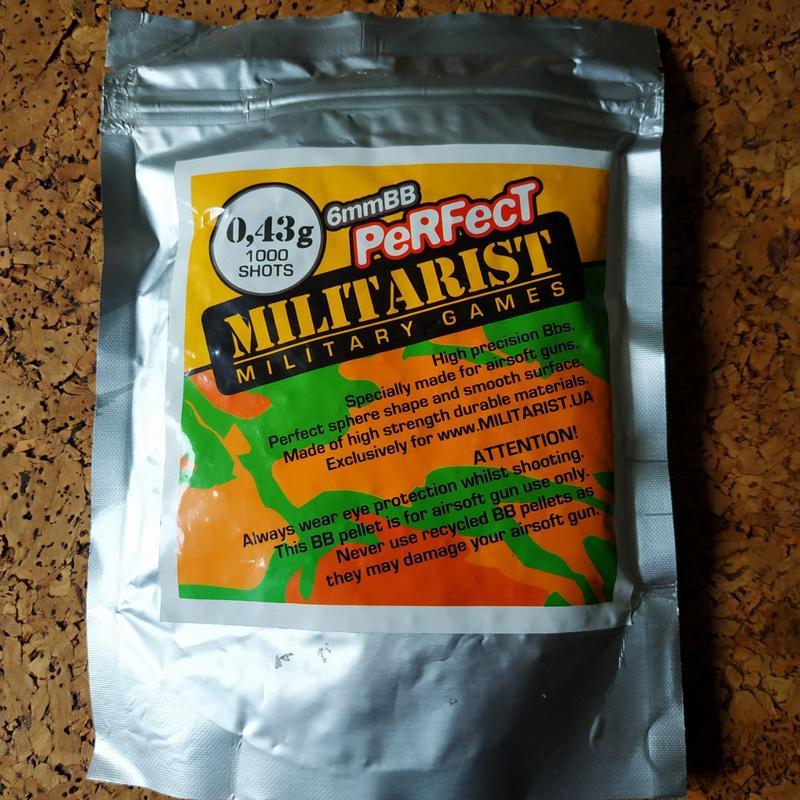 0,43g
1000
SHOTS
6mmBB
PeRFecT
MILITARIST
MILITARY GAMES
High precision Bbs.
Specially made for airsoft guns.
Perfect sphere shape and smooth surface.
Made of high strength durable materials.
Exclusively for www.MILITARIST.UA
ATTENTION!
Always wear eye protection whilst shooting.
This BB pellet is for airsoft gun use only.
Never use recycled BB pellets as
they may damage your airsoft gun.